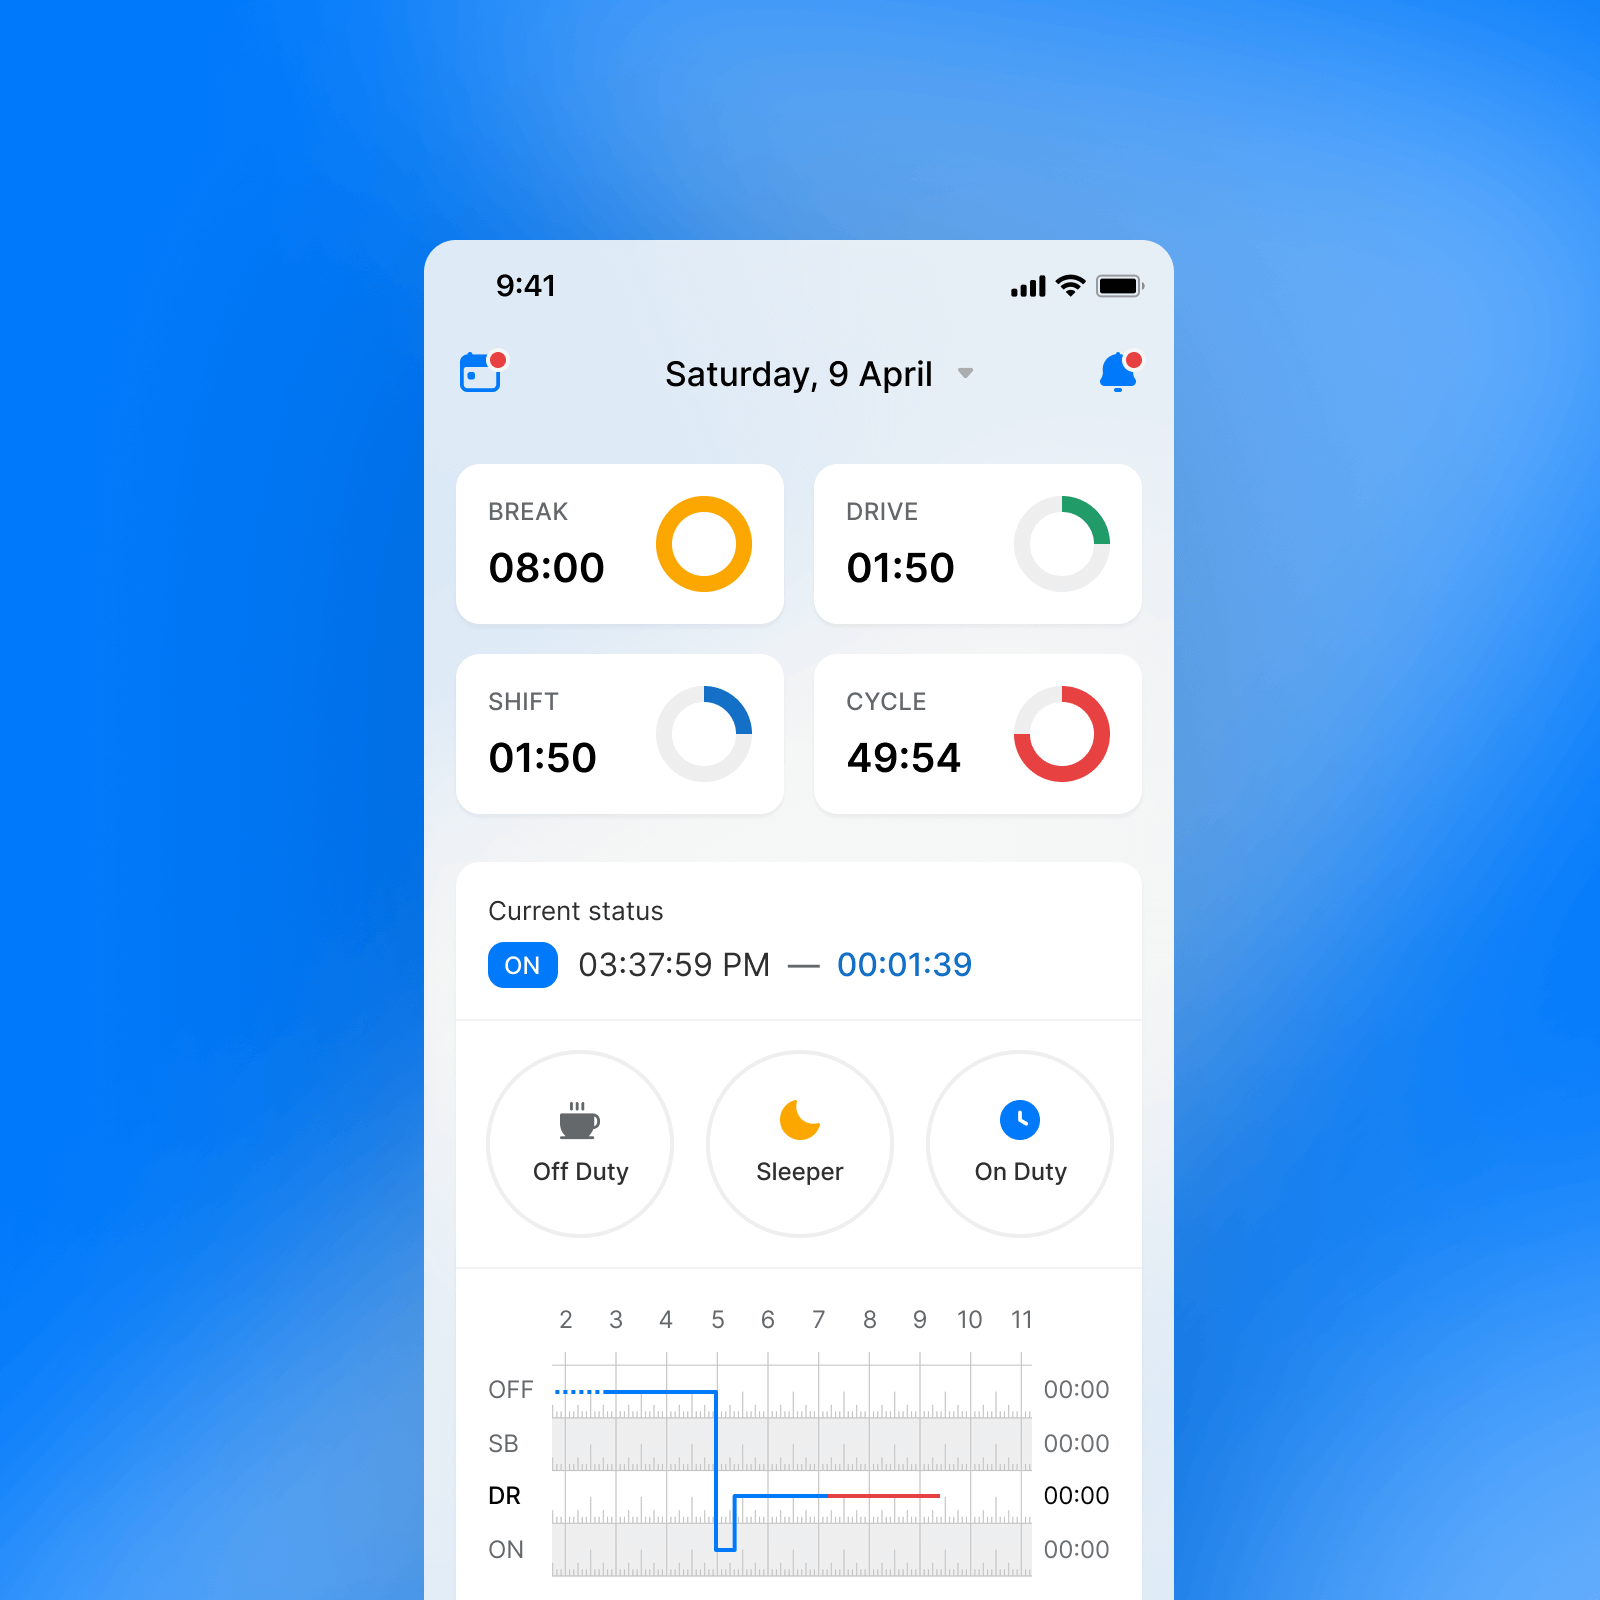 9:41
Saturday, 9 April
BREAK
08:00
DRIVE
01:50
SHIFT
01:50
CYCLE
49:54
Current status
ON 03:37:59 PM — 00:01:39
Off Duty
Sleeper
On Duty
2 3 4 5 6 7 8 9 10 11
OFF 00:00
SB 00:00
DR 00:00
ON 00:00